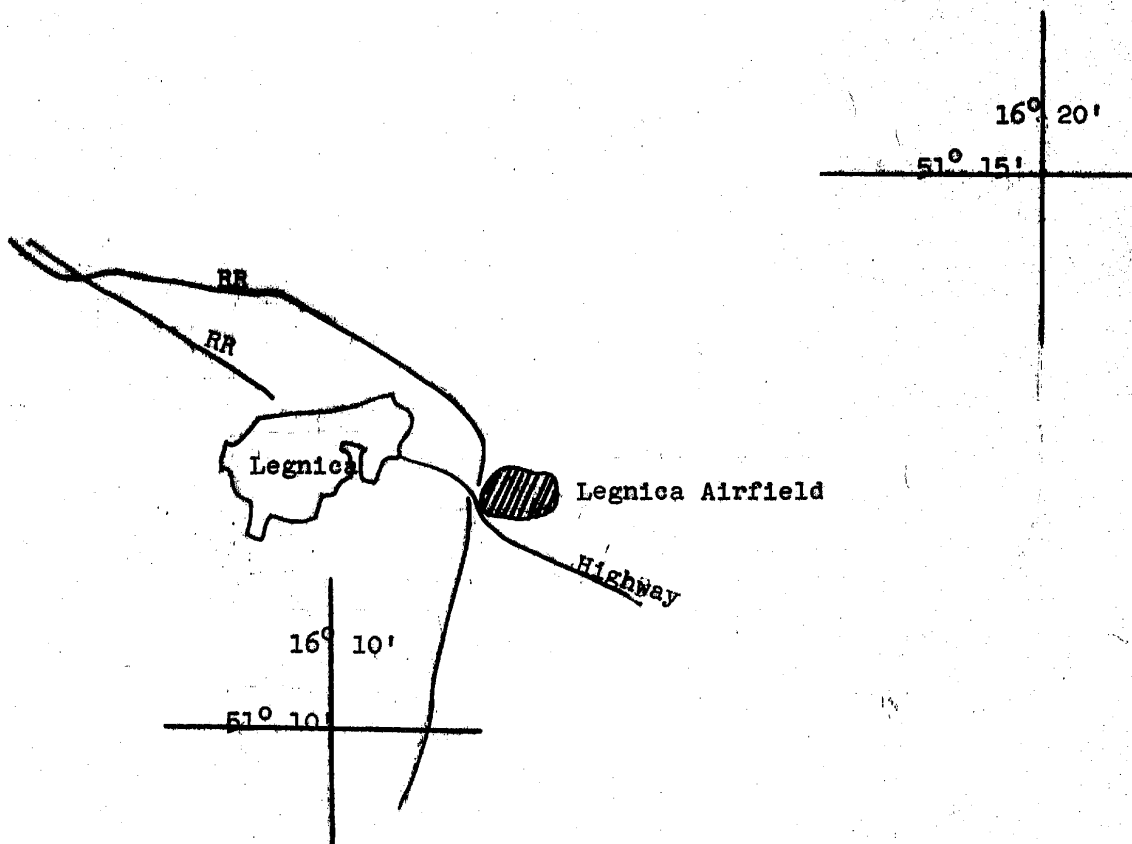 16° 20'
51° 15'
RR
RR
Legnica
Legnica Airfield
Highway
16° 10'
51° 10'